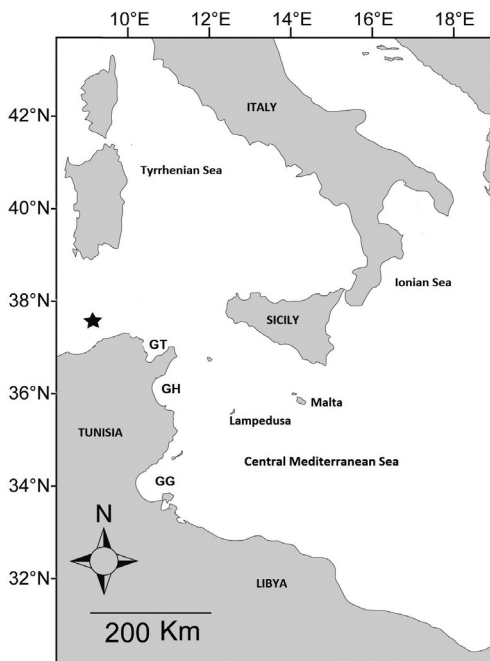 10°E
12°E
14°E
16°E
18°E
42°N
ITALY
Tyrrhenian Sea
40°N
Ionian Sea
38°N
SICILY
GT
36°N
GH
Malta
Lampedusa
TUNISIA
Central Mediterranean Sea
34°N
GG
N
32°N
LIBYA
200 Km